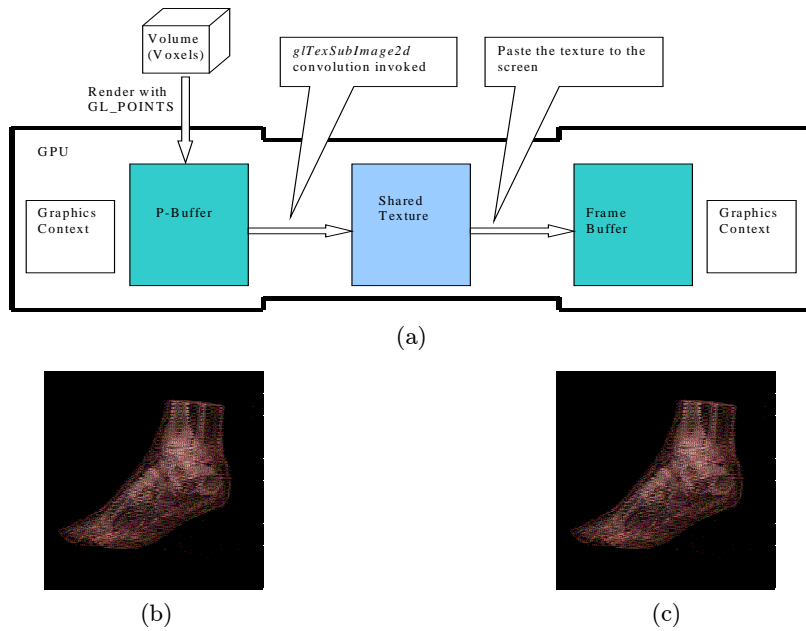 Volume
(Voxels)
glTexSubImage2d
convolution invoked
Paste the texture to the
screen
Render with
GL_POINTS
GPU
Graphics
Context
P-Buffer
Shared
Texture
Frame
Buffer
Graphics
Context
(a)
(b)
(c)